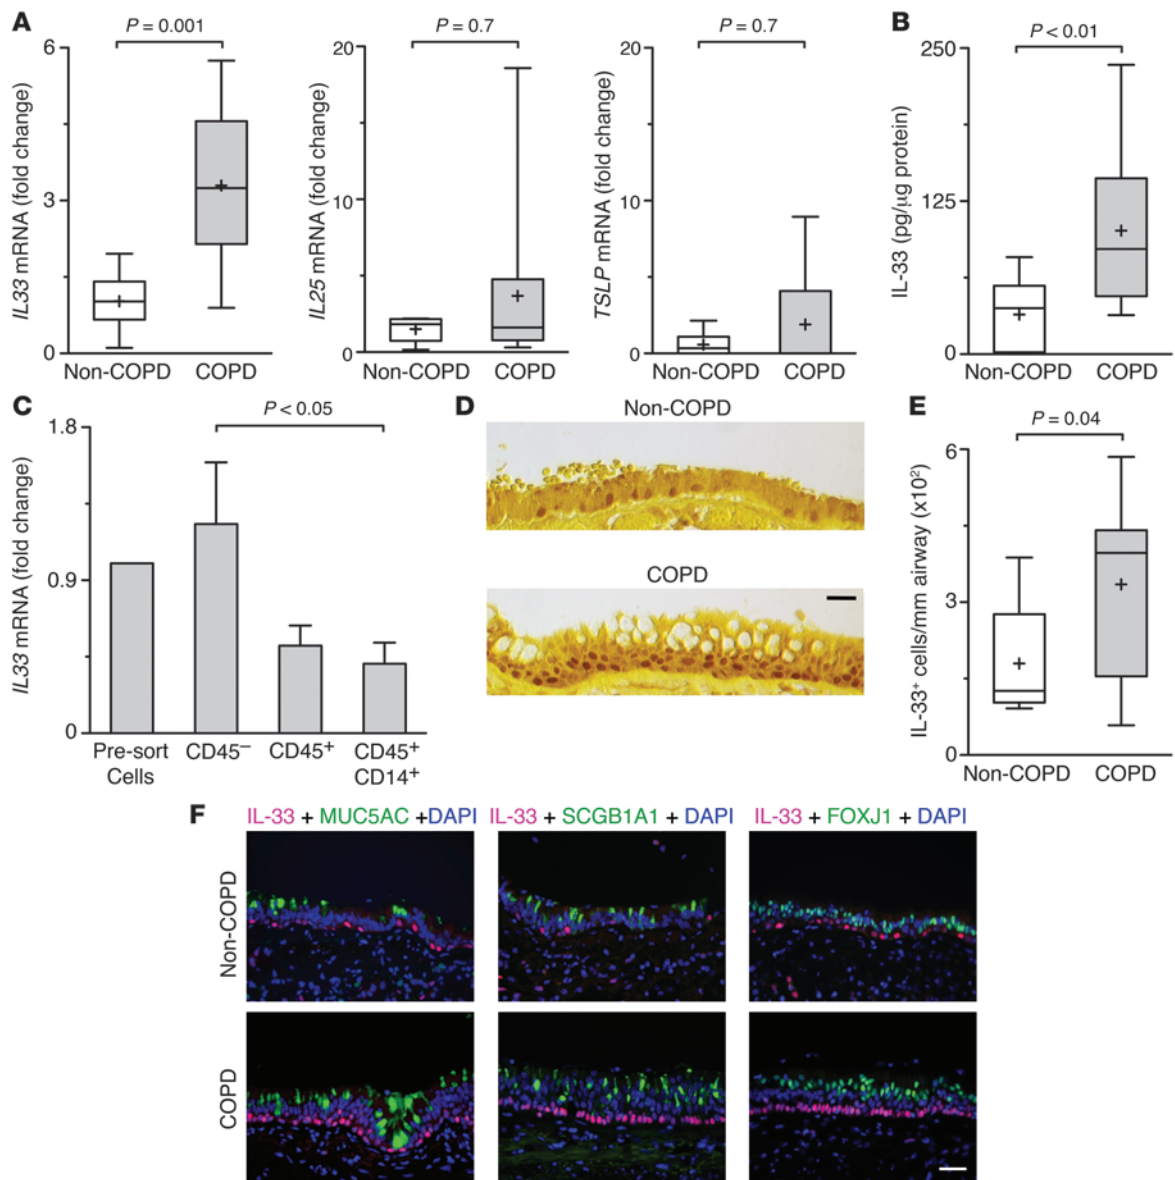 A
P = 0.001
6
3
0
IL33 mRNA (fold change)
Non-COPD
COPD
P = 0.7
20
10
0
IL25 mRNA (fold change)
Non-COPD
COPD
P = 0.7
20
10
0
TSLP mRNA (fold change)
Non-COPD
COPD
B
P < 0.01
250
125
0
IL-33 (pg/µg protein)
Non-COPD
COPD
C
P < 0.05
1.8
0.9
0
IL33 mRNA (fold change)
Pre-sort
Cells
CD45–
CD45+
CD45+
CD14+
D
Non-COPD
COPD
E
P = 0.04
6
3
0
IL-33+ cells/mm airway (x10²)
Non-COPD
COPD
F
IL-33 + MUC5AC +DAPI
IL-33 + SCGB1A1 + DAPI
IL-33 + FOXJ1 + DAPI
Non-COPD
COPD